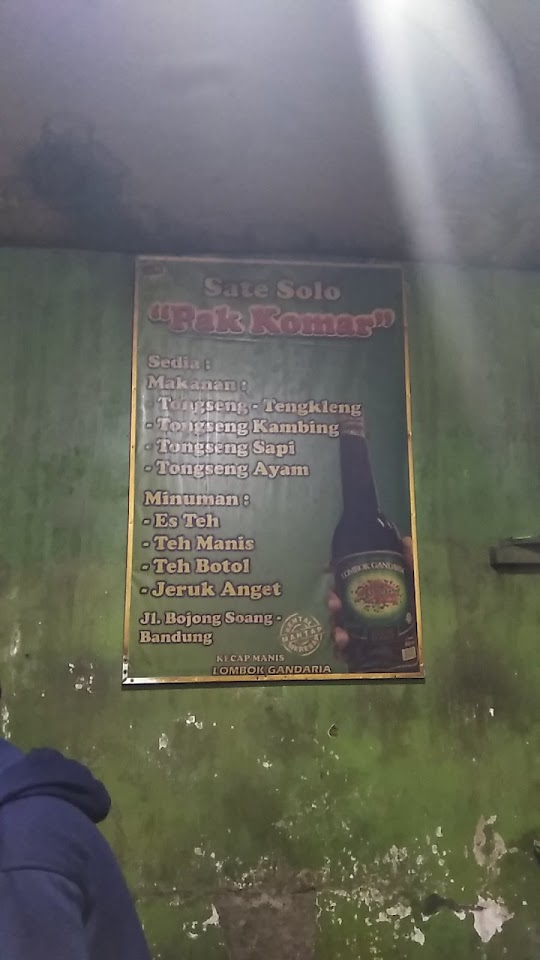 Sate Solo
“Pak Komar”
Sedia :
Makanan :
- Tongseng - Tengkleng
- Tongseng Kambing
- Tongseng Sapi
- Tongseng Ayam
Minuman :
- Es Teh
- Teh Manis
- Teh Botol
- Jeruk Anget
Jl. Bojong Soang -
Bandung
KECAP MANIS
LOMBOK GANDARIA
LOMBOK GANDARIA
MANTAP